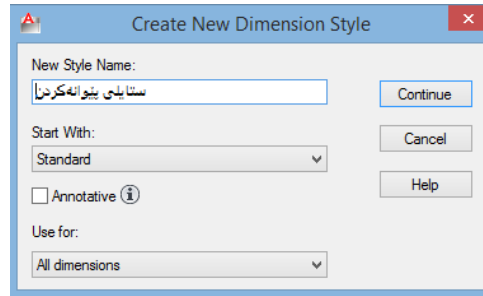 Create New Dimension Style
New Style Name:
ستایلی پێوانەکردن
Continue
Start With:
Cancel
Standard
Annotative
Help
Use for:
All dimensions